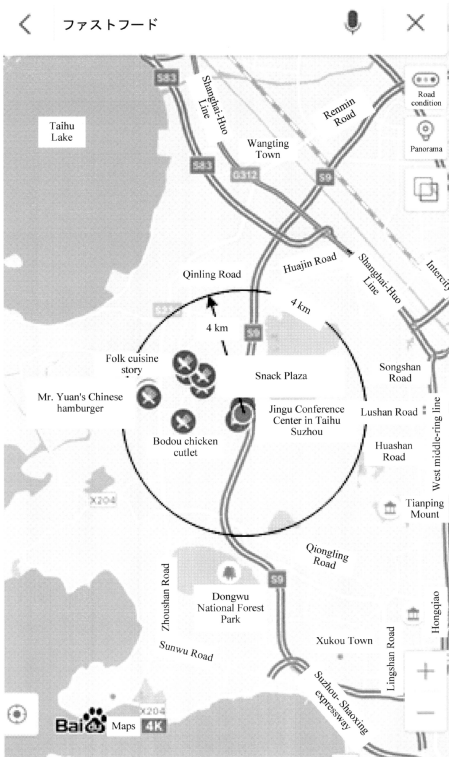 ファストフード
S83
Shanghai-Huo
Line
Road
condition
Renmin
Road
Taihu
Lake
Wangting
Town
Panorama
S83
G312
S9
Intercity
Huajin Road
Shanghai-Hao
Line
Qinling Road
4 km
4 km
S9
Folk cuisine
story
Snack Plaza
Songshan
Road
Mr. Yuan's Chinese
hamburger
Jingu Conference
Center in Taihu
Suzhou
Lushan Road
West middle-ring line
Bodou chicken
cutlet
Huashan
Road
X204
Tianping
Mount
Qiongling
Road
Zhoushan Road
S9
Dongwu
National Forest
Park
Hongqiao
Lingshan Road
Sunwu Road
Xukou Town
Suzhou- Shaoxing
expressway
X204
Bai du Maps 4K